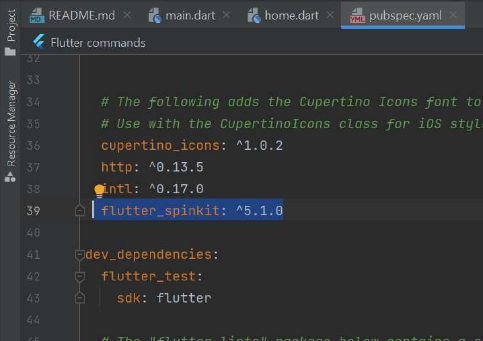 Project
Resource Manager
README.md
main.dart
home.dart
pubspec.yaml
Flutter commands
32
33
34 # The following adds the Cupertino Icons font to
35 # Use with the CupertinoIcons class for iOS style
36 cupertino_icons: ^1.0.2
37 http: ^0.13.5
38 intl: ^0.17.0
39 flutter_spinkit: ^5.1.0
40
41 dev_dependencies:
42 flutter_test:
43 sdk: flutter
44